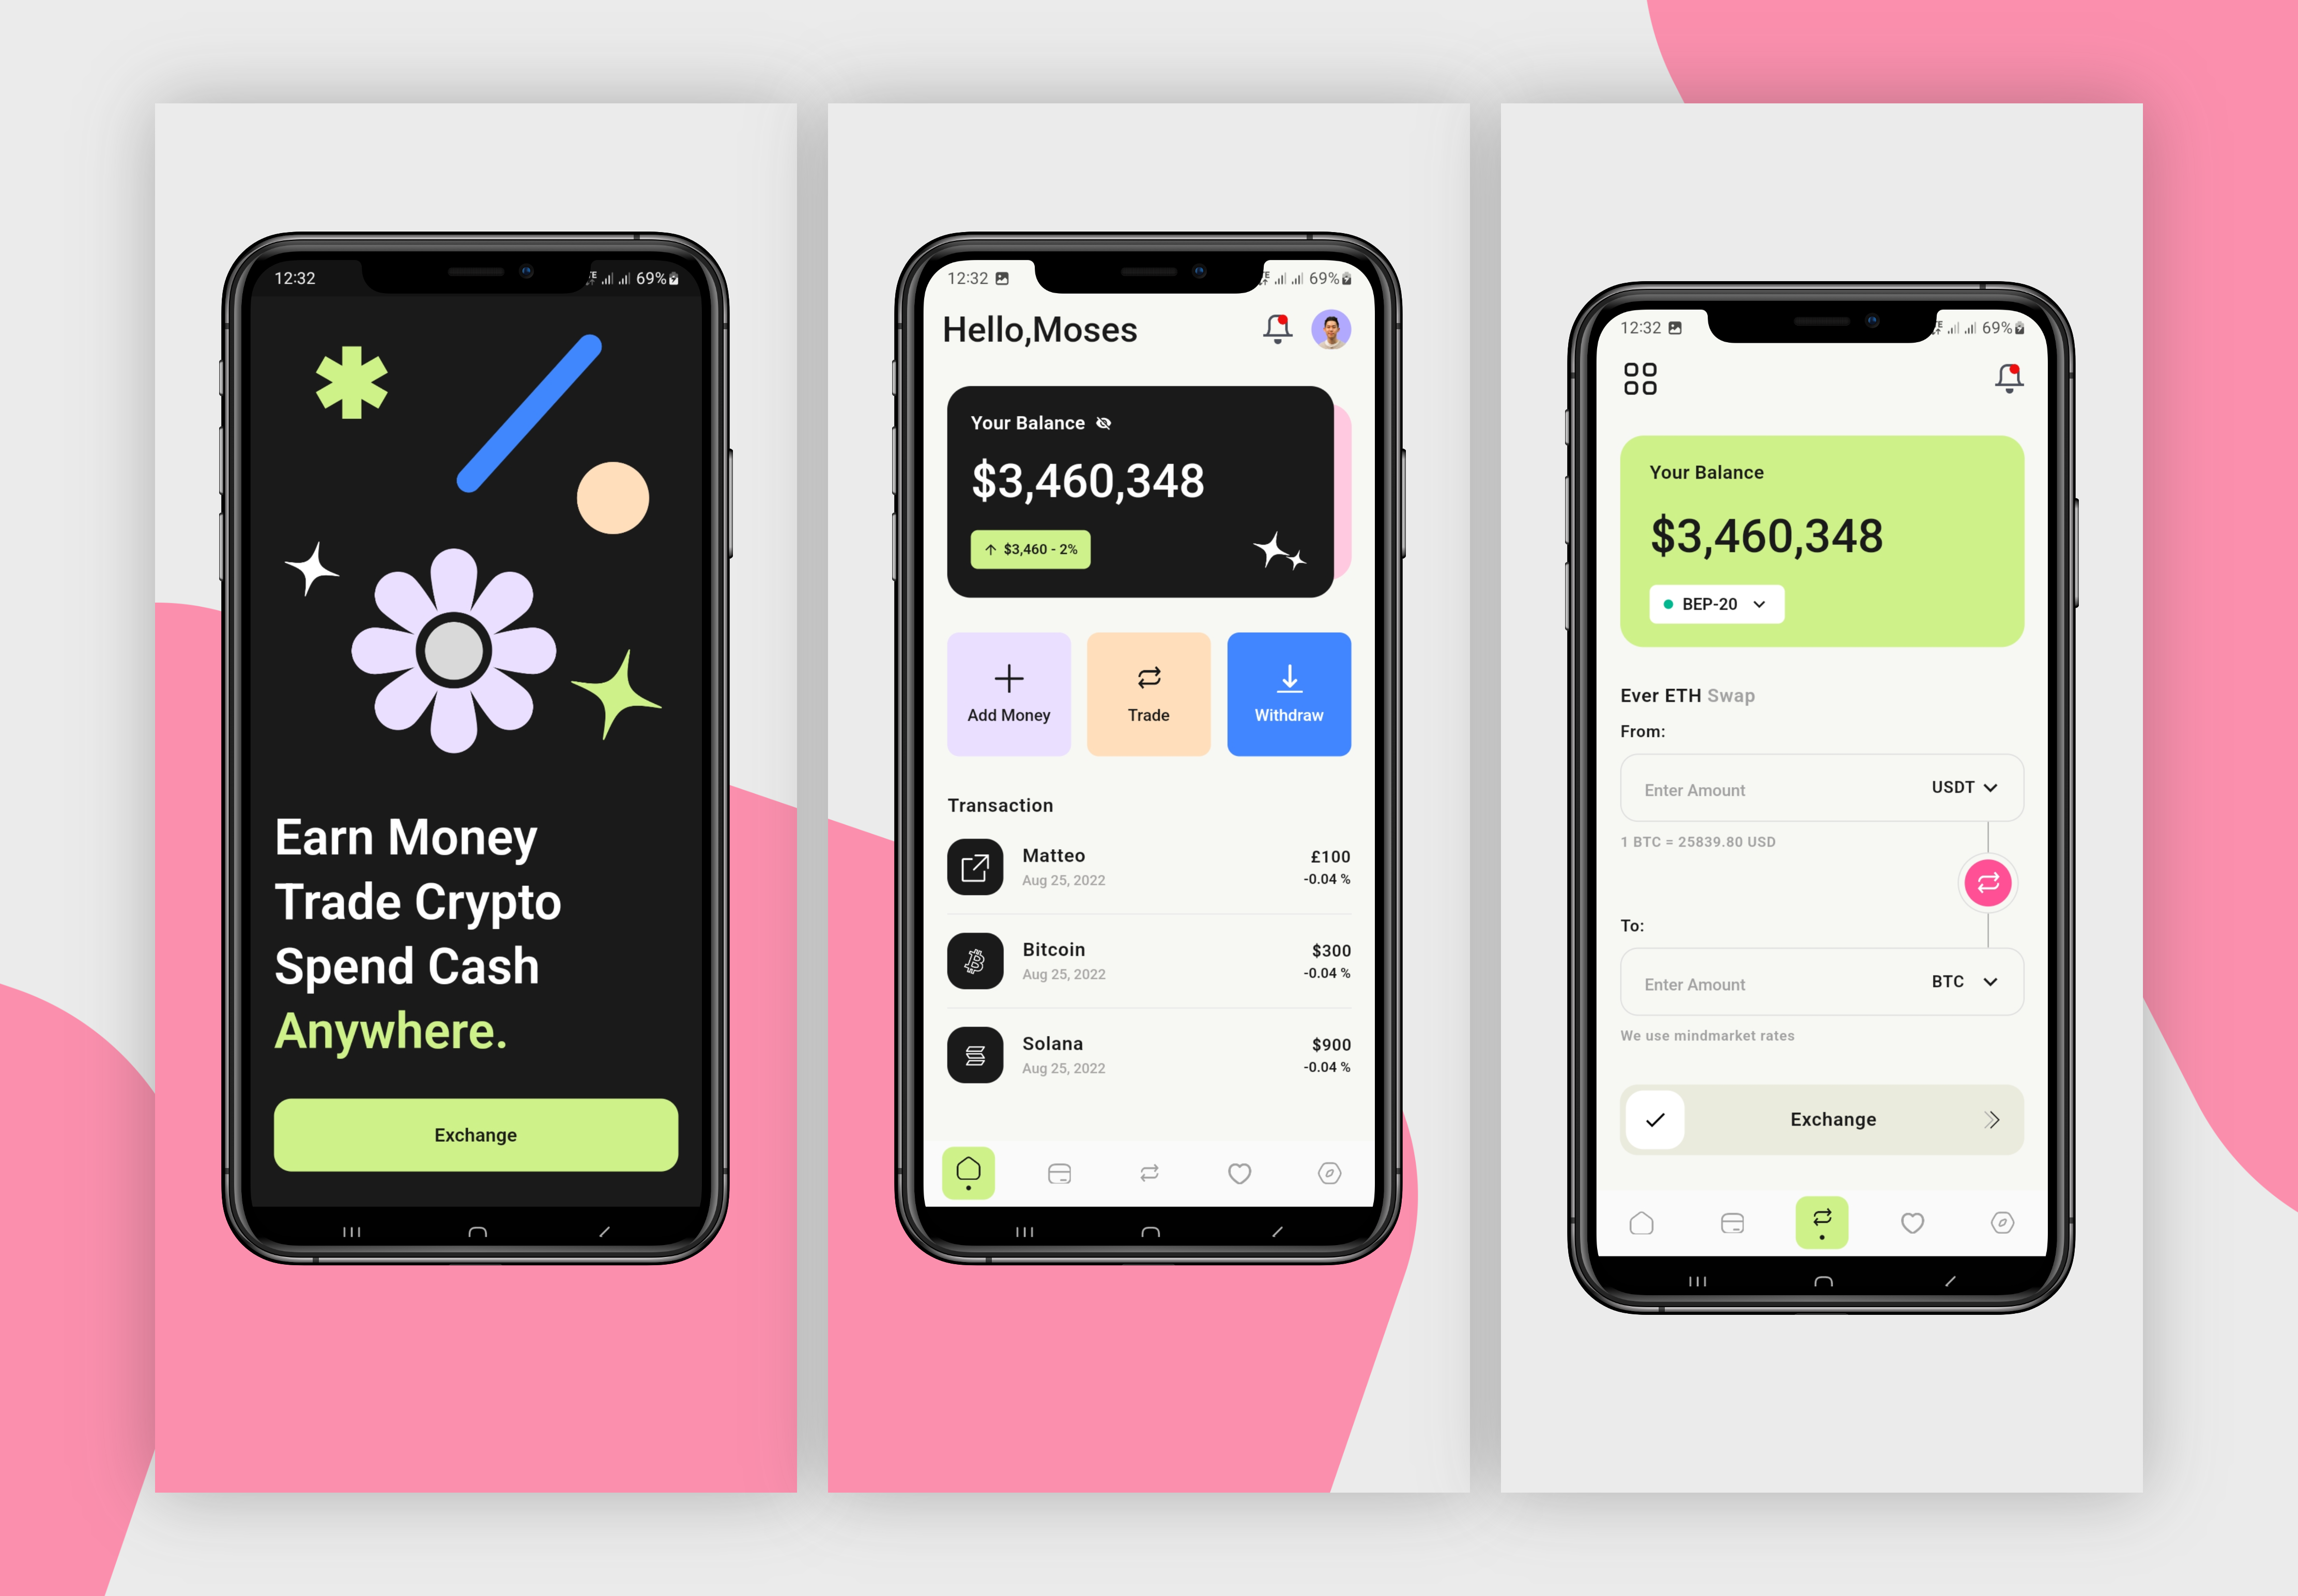 12:32
69%
Earn Money
Trade Crypto
Spend Cash
Anywhere.
Exchange
12:32
69%
Hello,Moses
Your Balance
$3,460,348
$3,460 - 2%
Add Money
Trade
Withdraw
Transaction
Matteo £100
Aug 25, 2022 -0.04 %
Bitcoin $300
Aug 25, 2022 -0.04 %
Solana $900
Aug 25, 2022 -0.04 %
12:32
69%
Your Balance
$3,460,348
BEP-20
Ever ETH Swap
From:
Enter Amount USDT
1 BTC = 25839.80 USD
To:
Enter Amount BTC
We use mindmarket rates
Exchange